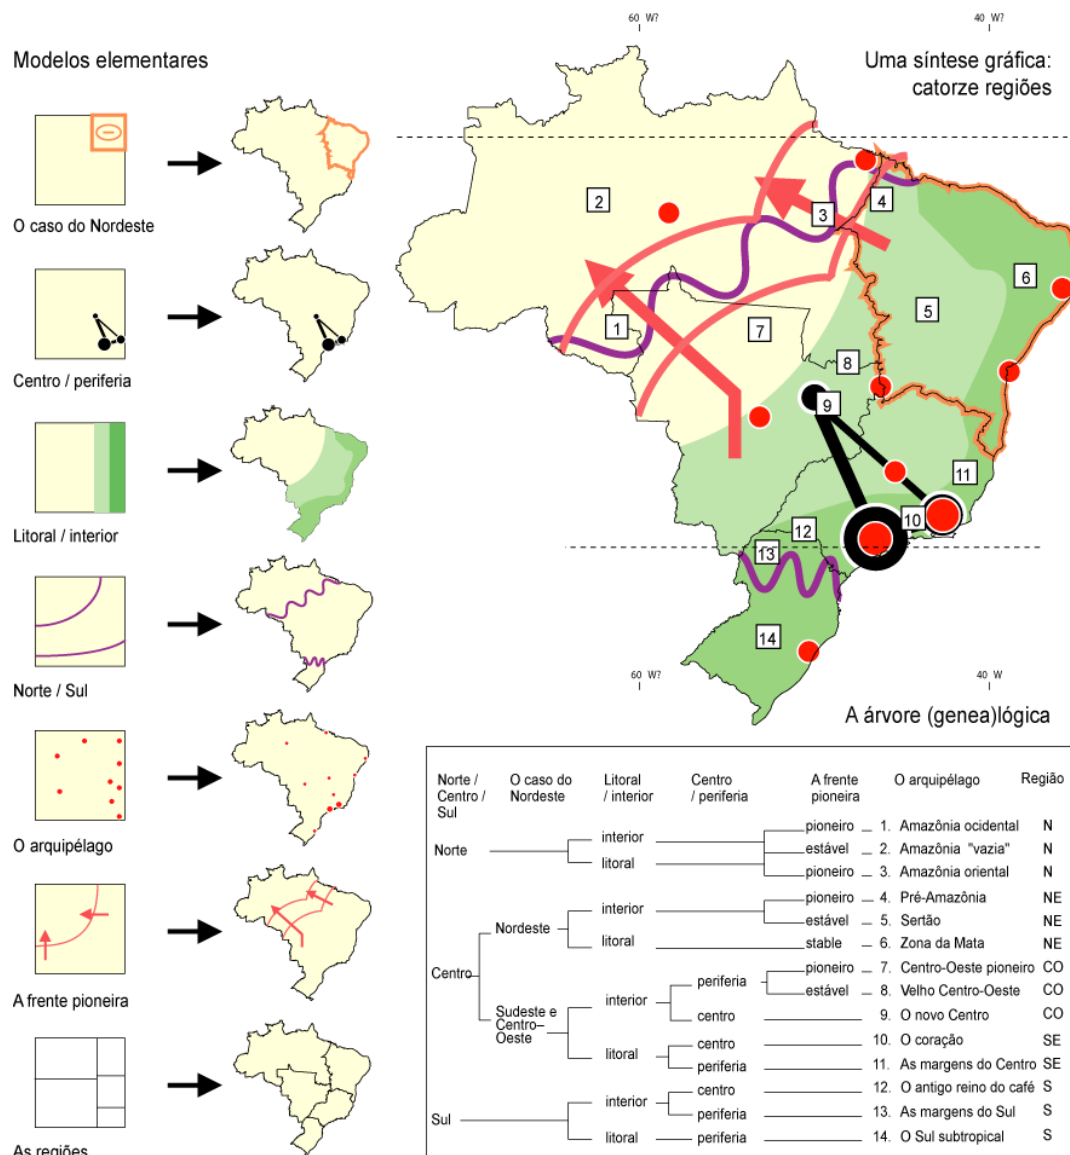 60 W?
40 W?
Modelos elementares
Uma síntese gráfica:
catorze regiões
O caso do Nordeste
Centro / periferia
Litoral / interior
Norte / Sul
O arquipélago
A frente pioneira
As regiões
1
2
3
4
5
6
7
8
9
10
11
12
13
14
60 W?
40 W?
A árvore (genea)lógica
Norte / Centro / Sul
O caso do Nordeste
Litoral / interior
Centro / periferia
A frente pioneira
O arquipélago
Região
Norte
interior
litoral
pioneiro 1. Amazônia ocidental N
estável 2. Amazônia "vazia" N
pioneiro 3. Amazônia oriental N
Centro
Nordeste
interior
litoral
pioneiro 4. Pré-Amazônia NE
estável 5. Sertão NE
stable 6. Zona da Mata NE
Sudeste e
Centro–
Oeste
interior
periferia
pioneiro 7. Centro-Oeste pioneiro CO
estável 8. Velho Centro-Oeste CO
centro 9. O novo Centro CO
litoral
centro 10. O coração SE
periferia 11. As margens do Centro SE
Sul
interior
centro 12. O antigo reino do café S
periferia 13. As margens do Sul S
litoral periferia 14. O Sul subtropical S